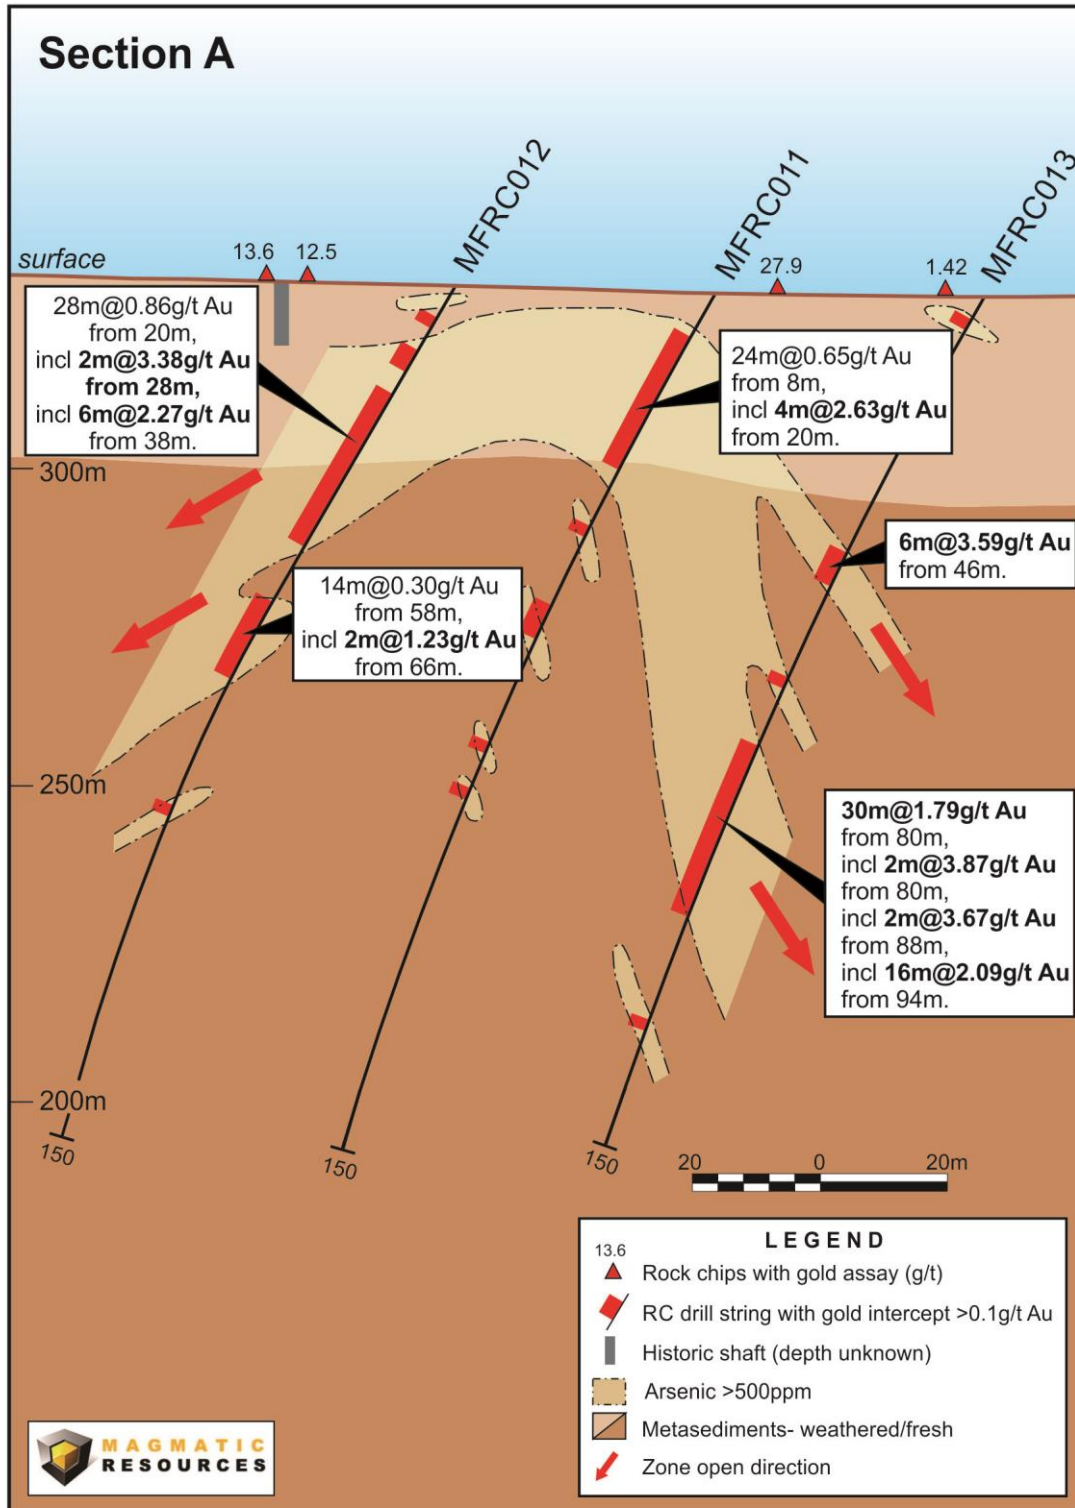 Section A
MFRC012
MFRC011
MFRC013
13.6
12.5
27.9
1.42
surface
28m@0.86g/t Au
from 20m,
incl 2m@3.38g/t Au
from 28m,
incl 6m@2.27g/t Au
from 38m.
24m@0.65g/t Au
from 8m,
incl 4m@2.63g/t Au
from 20m.
300m
6m@3.59g/t Au
from 46m.
14m@0.30g/t Au
from 58m,
incl 2m@1.23g/t Au
from 66m.
250m
30m@1.79g/t Au
from 80m,
incl 2m@3.87g/t Au
from 80m,
incl 2m@3.67g/t Au
from 88m,
incl 16m@2.09g/t Au
from 94m.
200m
150
150
150
20 0 20m
LEGEND
13.6
Rock chips with gold assay (g/t)
RC drill string with gold intercept >0.1g/t Au
Historic shaft (depth unknown)
Arsenic >500ppm
Metasediments- weathered/fresh
Zone open direction
MAGMATIC
RESOURCES